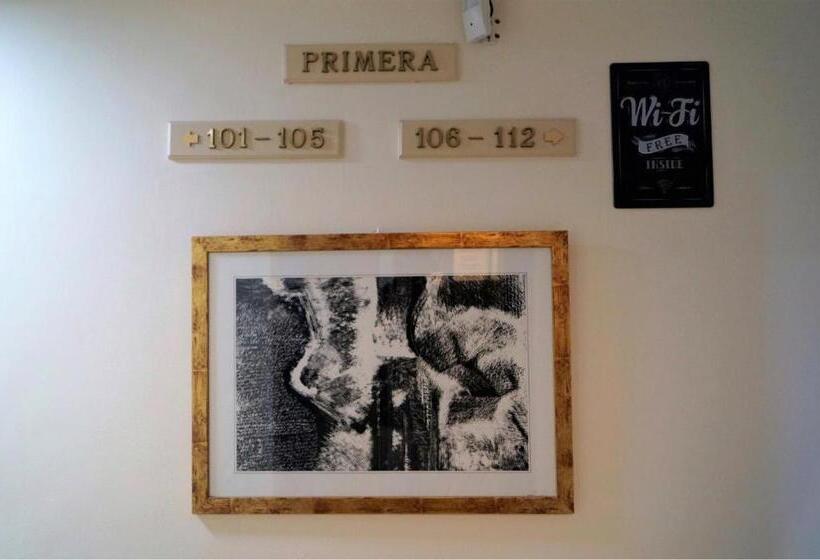 PRIMERA
101-105
106-112
Wi-Fi
FREE
INSIDE